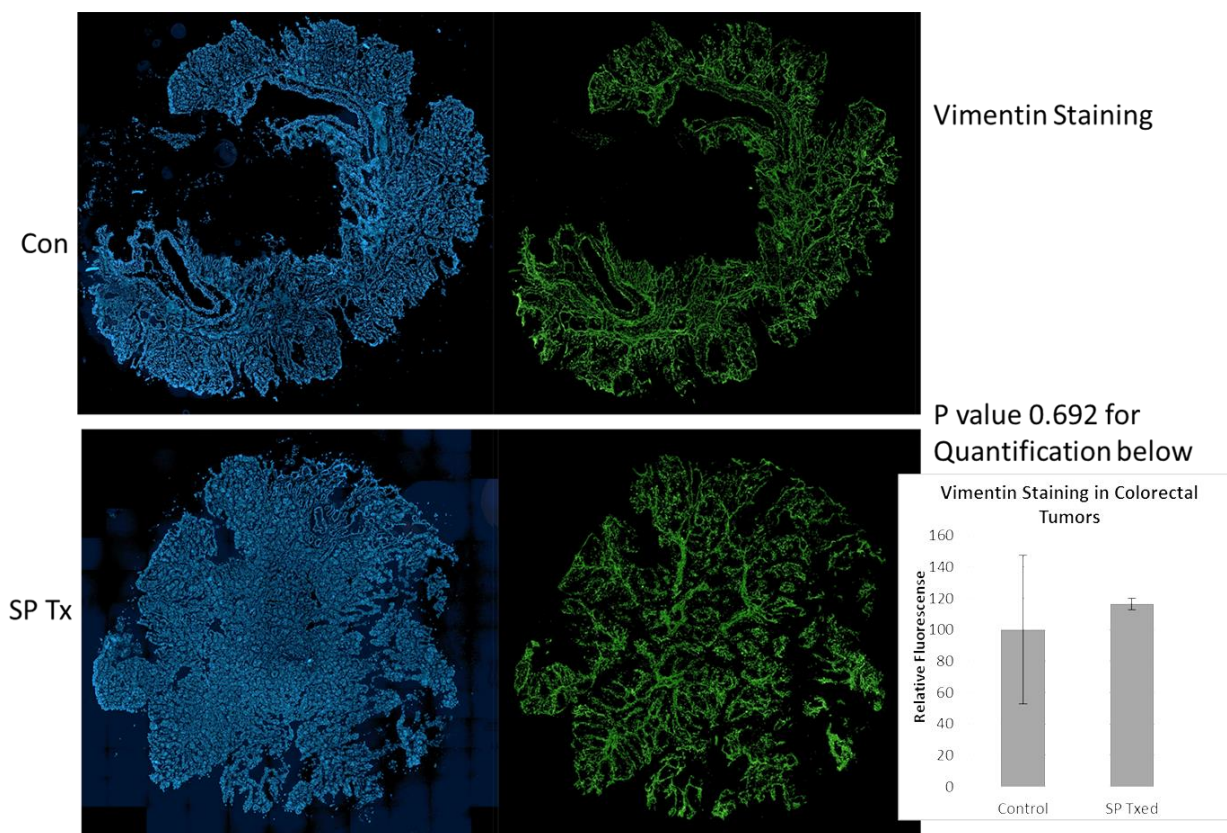 Vimentin Staining
Con
P value 0.692 for
Quantification below
SP Tx
Vimentin Staining in Colorectal
Tumors
Relative Fluorescense
160
140
120
100
80
60
40
20
0
Control
SP Txed